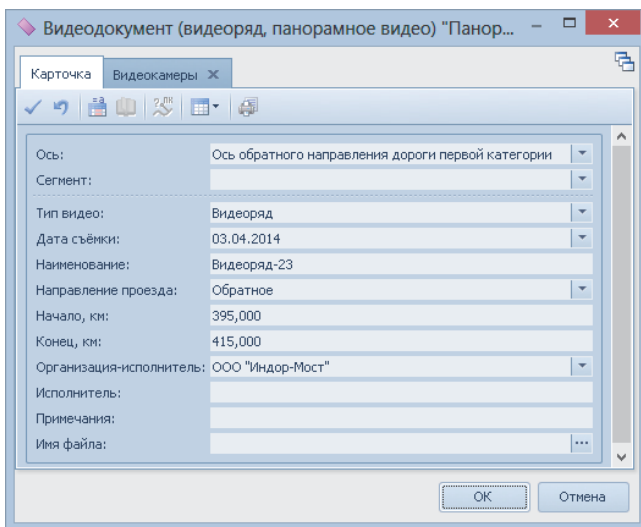 Видеодокумент (видеоряд, панорамное видео) "Панор...
Карточка Видеокамеры
Ось: Ось обратного направления дороги первой категории
Сегмент:
Тип видео: Видеоряд
Дата съёмки: 03.04.2014
Наименование: Видеоряд-23
Направление проезда: Обратное
Начало, км: 395,000
Конец, км: 415,000
Организация-исполнитель: ООО "Индор-Мост"
Исполнитель:
Примечания:
Имя файла:
OK Отмена